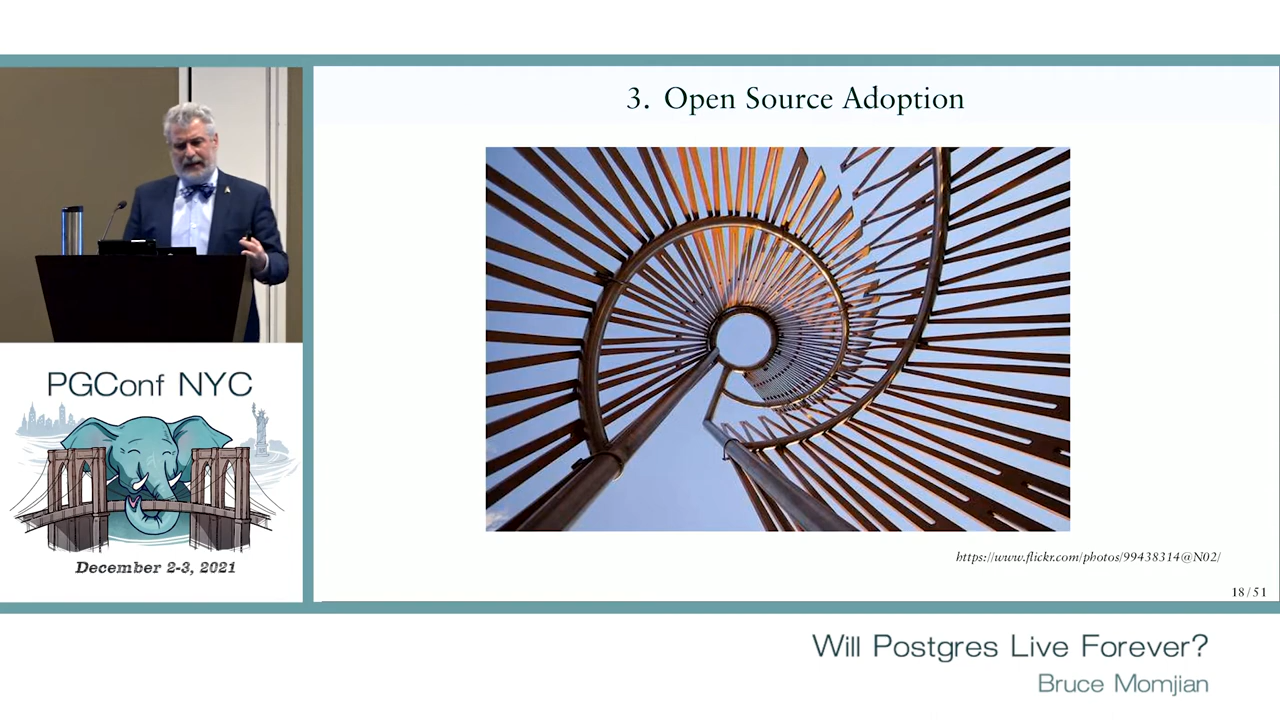 3. Open Source Adoption
PGConf NYC
December 2-3, 2021
https://www.flickr.com/photos/99438314@N02/
18/51
Will Postgres Live Forever?
Bruce Momjian